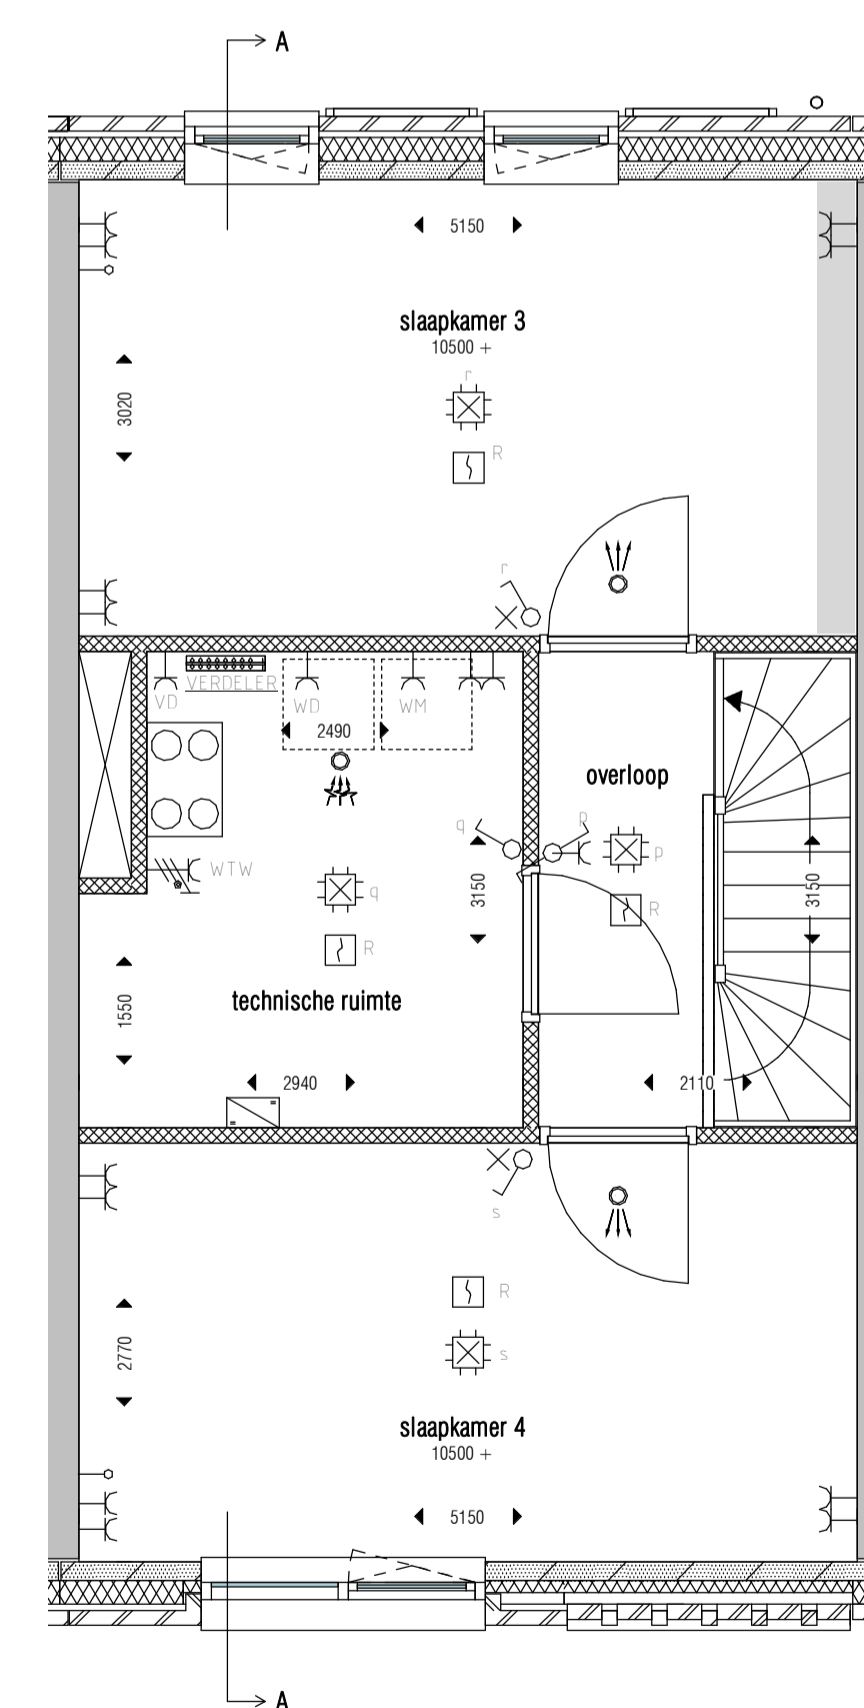 A
5150
slaapkamer 3
10500 +
r
3020
R
r
VERDELER
VD
WD
WM
2490
overloop
q
p
p
WTW
q
3150
3150
R
R
technische ruimte
1550
2940
2110
s
R
s
2770
slaapkamer 4
10500 +
5150
A